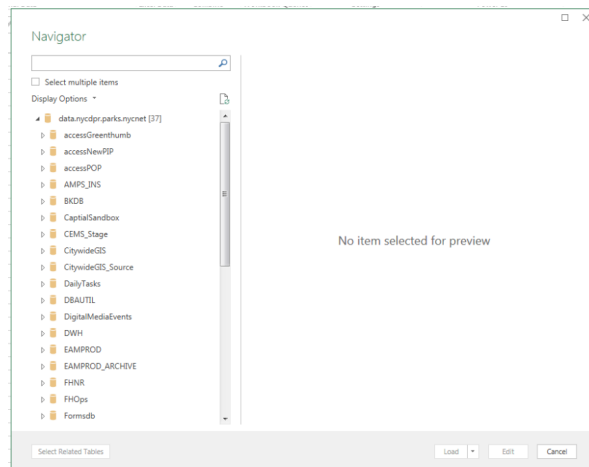 Navigator
Select multiple items
Display Options
data.nycdpr.parks.nycnet [37]
accessGreenthumb
accessNewPIP
accessPOP
AMPS_INS
BKDB
CaptialSandbox
CEMS_Stage
CitywideGIS
CitywideGIS_Source
DailyTasks
DBAUTIL
DigitalMediaEvents
DWH
EAMPROD
EAMPROD_ARCHIVE
FHNR
FHOps
Formsdb
No item selected for preview
Select Related Tables
Load
Edit
Cancel